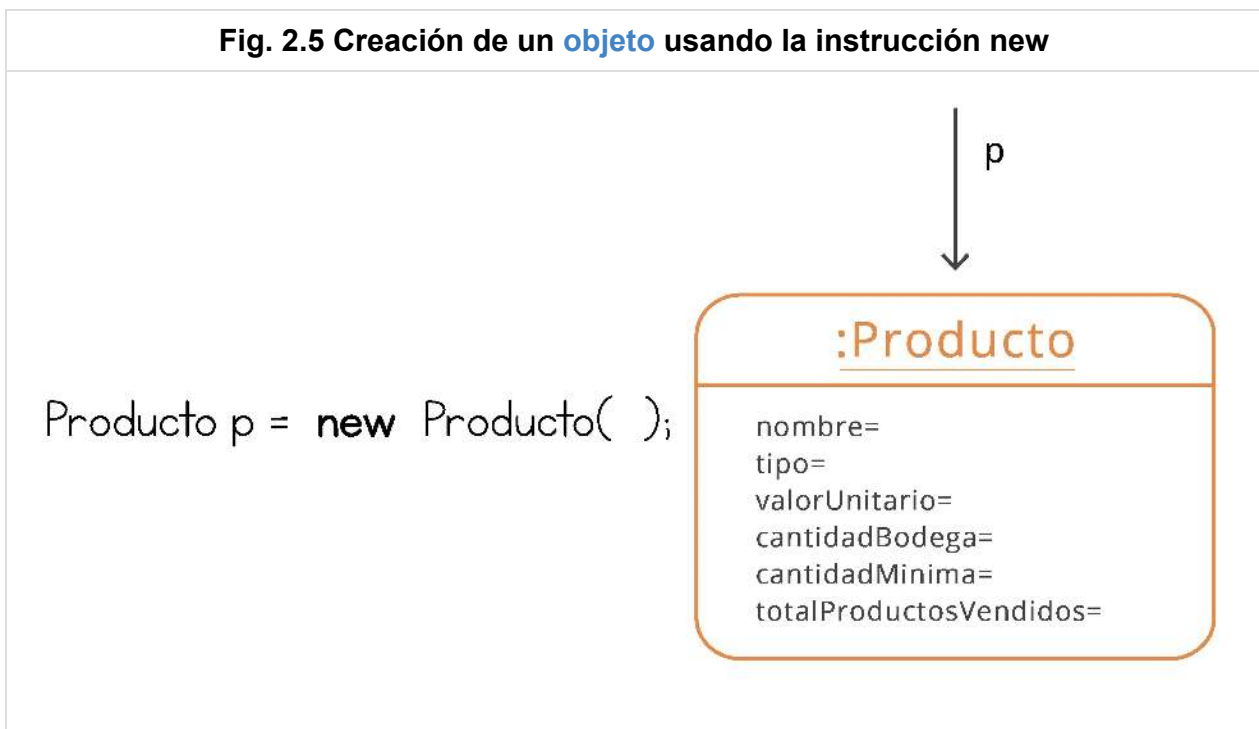 Fig. 2.5 Creación de un objeto usando la instrucción new
p
Producto p = new Producto( );
:Producto
nombre=
tipo=
valorUnitario=
cantidadBodega=
cantidadMinima=
totalProductosVendidos=